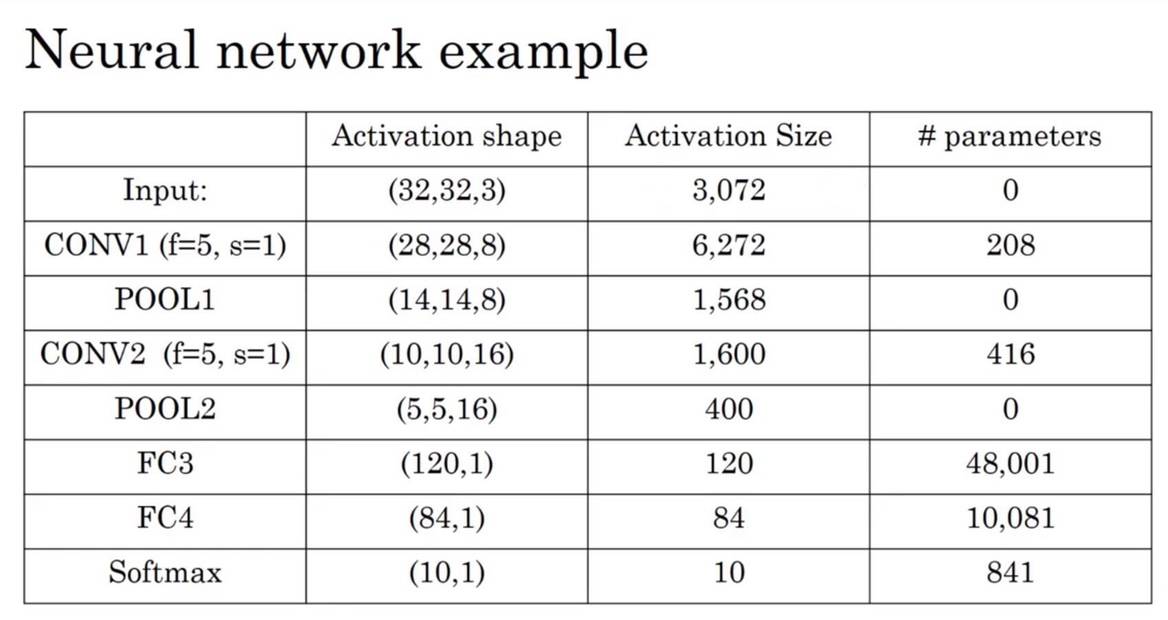 Neural network example
Activation shape Activation Size # parameters
Input: (32,32,3) 3,072 0
CONV1 (f=5, s=1) (28,28,8) 6,272 208
POOL1 (14,14,8) 1,568 0
CONV2 (f=5, s=1) (10,10,16) 1,600 416
POOL2 (5,5,16) 400 0
FC3 (120,1) 120 48,001
FC4 (84,1) 84 10,081
Softmax (10,1) 10 841